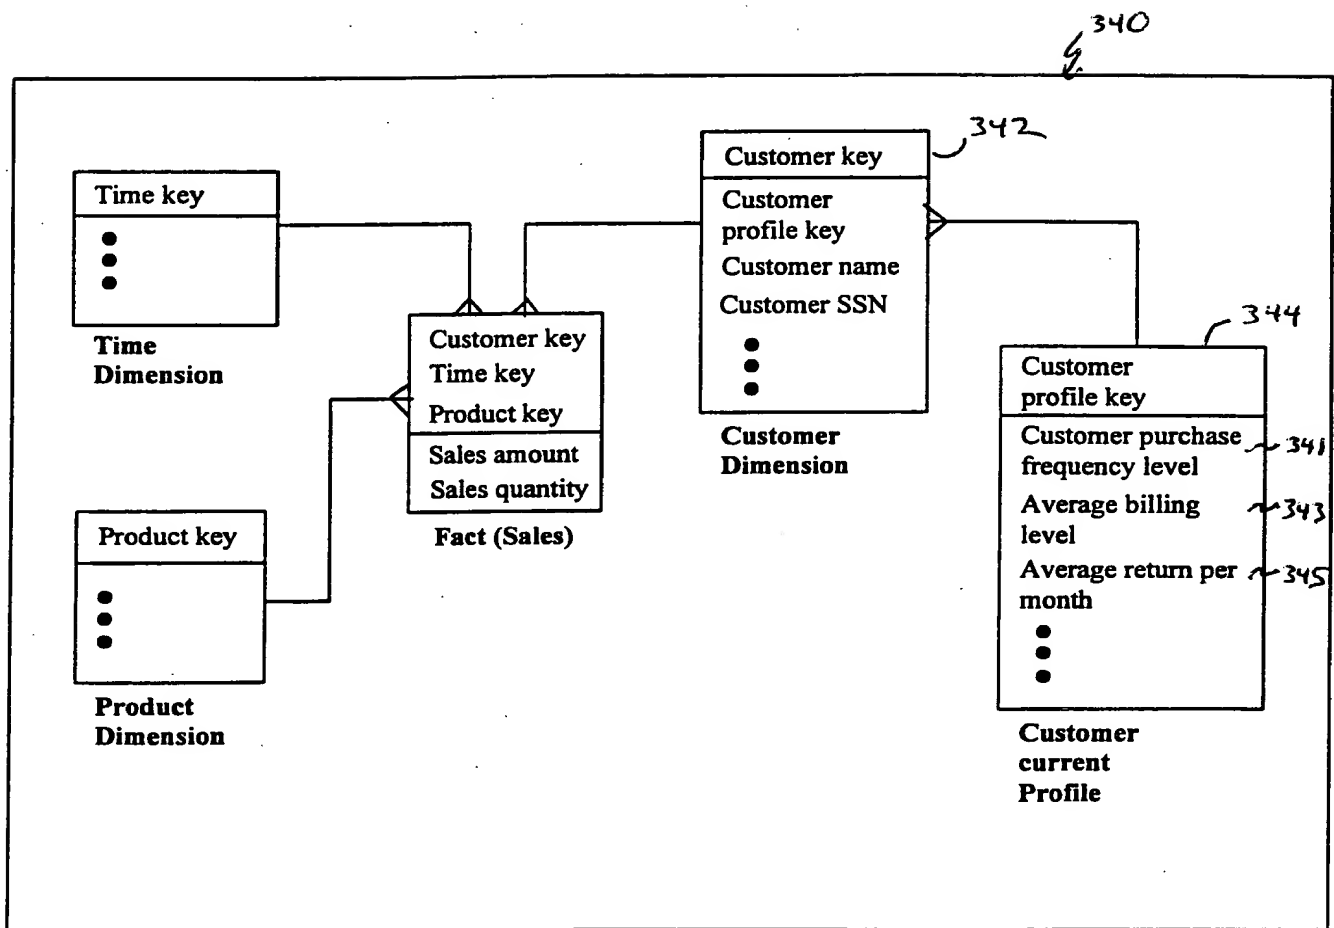 340
342
Customer key
Customer
profile key
Customer name
Customer SSN
Customer
Dimension
Time key
Time
Dimension
Customer key
Time key
Product key
Sales amount
Sales quantity
Fact (Sales)
344
Customer
profile key
Customer purchase
frequency level
341
Average billing
level
343
Average return per
month
345
Customer
current
Profile
Product key
Product
Dimension